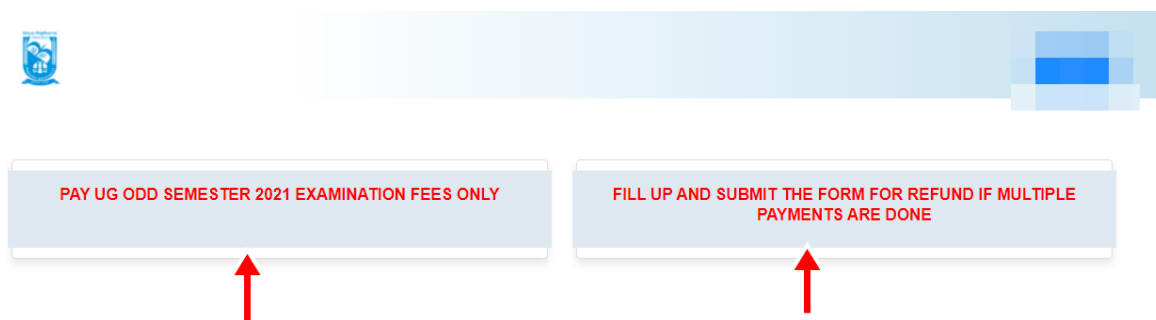 PAY UG ODD SEMESTER 2021 EXAMINATION FEES ONLY
FILL UP AND SUBMIT THE FORM FOR REFUND IF MULTIPLE
PAYMENTS ARE DONE